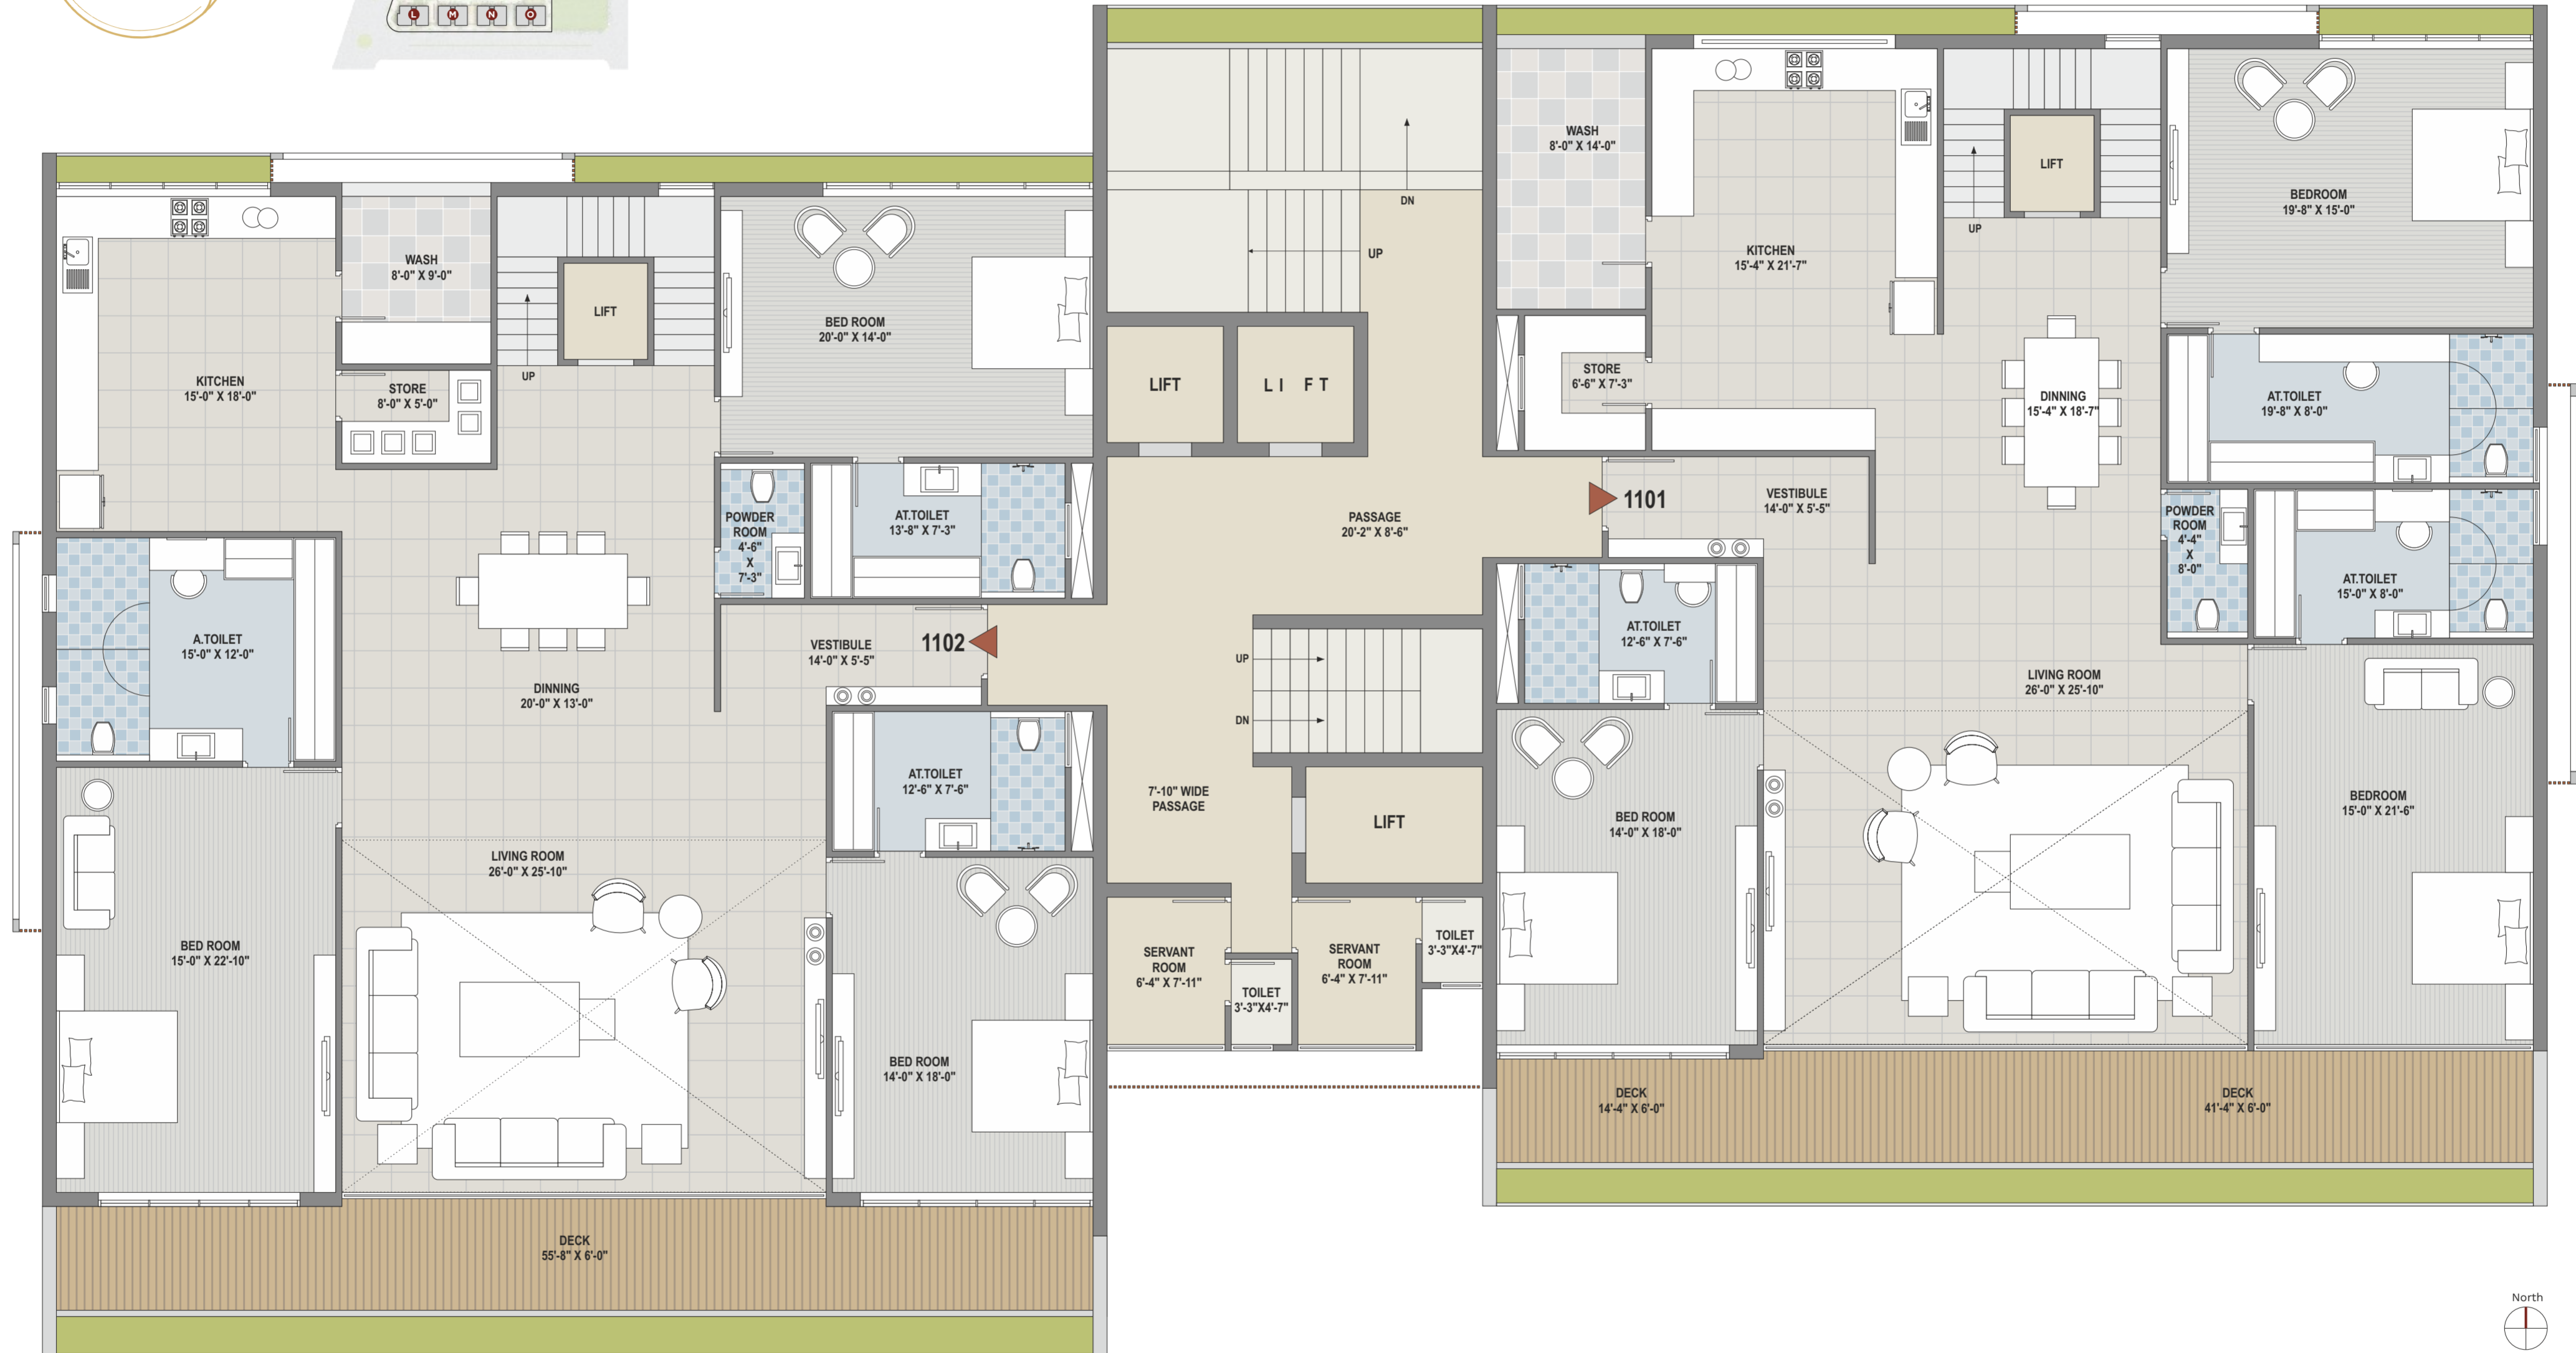 L M N O
WASH
8'-0" X 14'-0"
LIFT
BEDROOM
19'-8" X 15'-0"
DN
UP
UP
KITCHEN
15'-4" X 21'-7"
WASH
8'-0" X 9'-0"
LIFT
BED ROOM
20'-0" X 14'-0"
UP
KITCHEN
15'-0" X 18'-0"
STORE
8'-0" X 5'-0"
LIFT
LI FT
STORE
6'-6" X 7'-3"
DINNING
15'-4" X 18'-7"
AT.TOILET
19'-8" X 8'-0"
POWDER
ROOM
4'-6"
X
7'-3"
AT.TOILET
13'-8" X 7'-3"
PASSAGE
20'-2" X 8'-6"
1101
VESTIBULE
14'-0" X 5'-5"
POWDER
ROOM
4'-4"
X
8'-0"
AT.TOILET
15'-0" X 8'-0"
A.TOILET
15'-0" X 12'-0"
VESTIBULE
14'-0" X 5'-5"
1102
UP
DN
AT.TOILET
12'-6" X 7'-6"
LIVING ROOM
26'-0" X 25'-10"
DINNING
20'-0" X 13'-0"
AT.TOILET
12'-6" X 7'-6"
7'-10" WIDE
PASSAGE
LIFT
BED ROOM
14'-0" X 18'-0"
BEDROOM
15'-0" X 21'-6"
LIVING ROOM
26'-0" X 25'-10"
BED ROOM
15'-0" X 22'-10"
SERVANT
ROOM
6'-4" X 7'-11"
TOILET
3'-3"X4'-7"
SERVANT
ROOM
6'-4" X 7'-11"
TOILET
3'-3"X4'-7"
BED ROOM
14'-0" X 18'-0"
DECK
14'-4" X 6'-0"
DECK
41'-4" X 6'-0"
DECK
55'-8" X 6'-0"
North